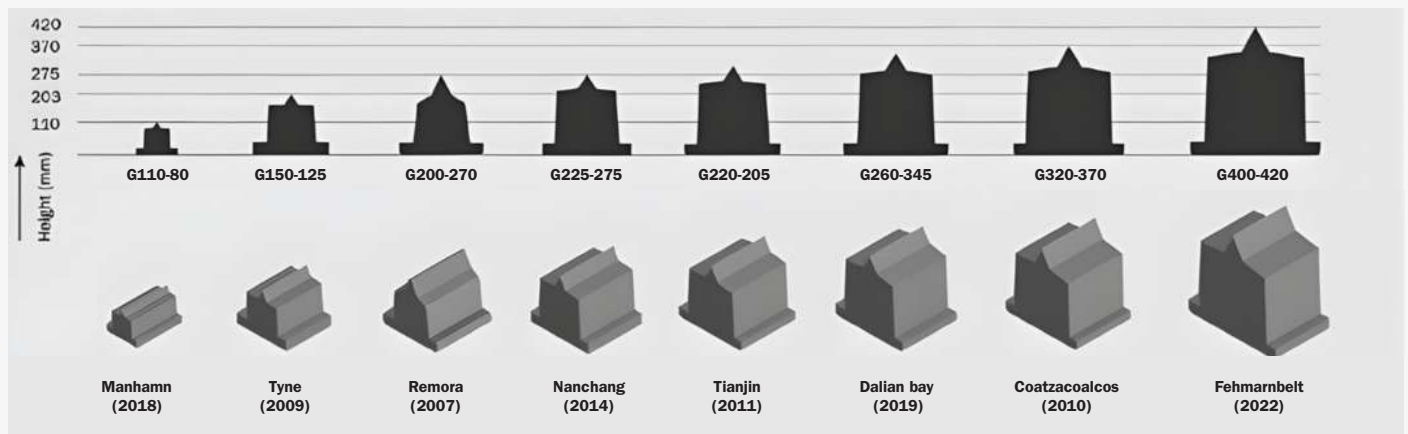 420
370
275
203
110
Height (mm)
G110-80
G150-125
G200-270
G225-275
G220-205
G260-345
G320-370
G400-420
Manhamn
(2018)
Tyne
(2009)
Remora
(2007)
Nanchang
(2014)
Tianjin
(2011)
Dalian bay
(2019)
Coatzacoalcos
(2010)
Fehmarnbelt
(2022)